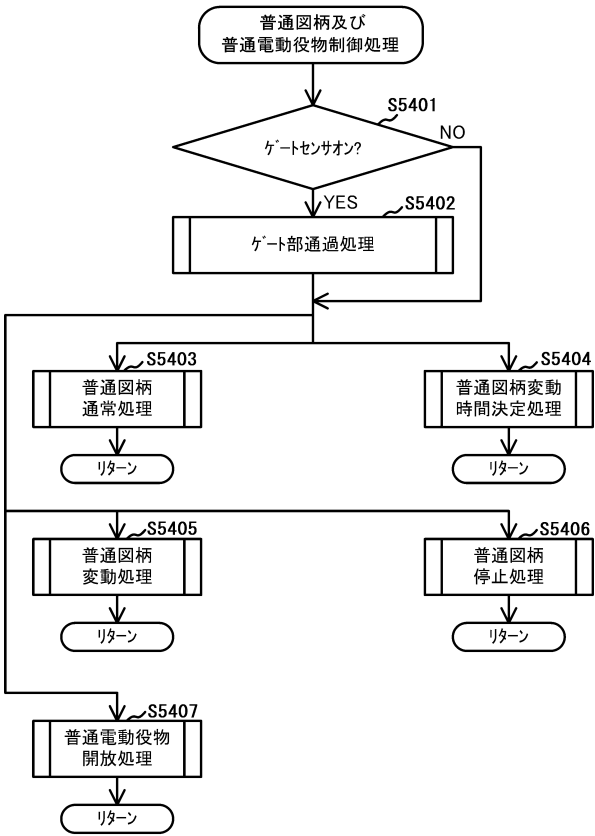 普通図柄及び
普通電動役物制御処理
S5401
ｹﾞｰﾄｾﾝｻｵﾝ?
NO
YES
S5402
ｹﾞｰﾄ部通過処理
S5403
普通図柄
通常処理
ﾘﾀｰﾝ
S5404
普通図柄変動
時間決定処理
ﾘﾀｰﾝ
S5405
普通図柄
変動処理
ﾘﾀｰﾝ
S5406
普通図柄
停止処理
ﾘﾀｰﾝ
S5407
普通電動役物
開放処理
ﾘﾀｰﾝ